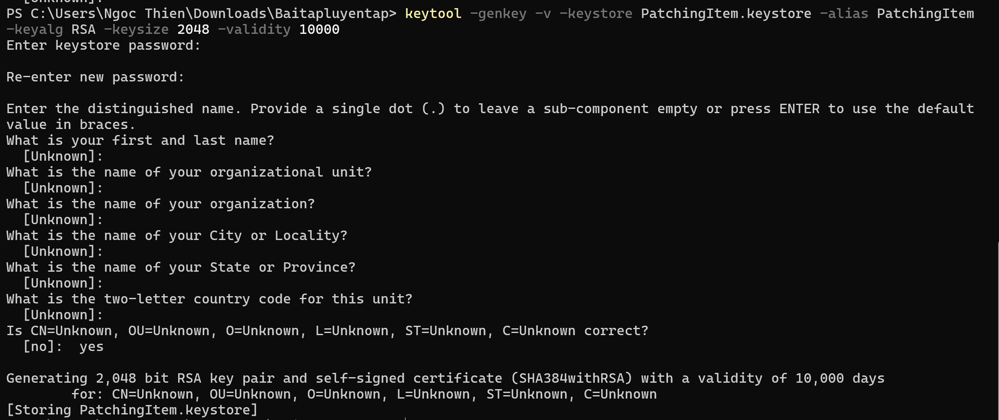 [Unknown]:
PS C:\Users\Ngoc Thien\Downloads\Baitapluyentap> keytool -genkey -v -keystore PatchingItem.keystore -alias PatchingItem
-keyalg RSA -keysize 2048 -validity 10000
Enter keystore password:
Re-enter new password:
Enter the distinguished name. Provide a single dot (.) to leave a sub-component empty or press ENTER to use the default
value in braces.
What is your first and last name?
[Unknown]:
What is the name of your organizational unit?
[Unknown]:
What is the name of your organization?
[Unknown]:
What is the name of your City or Locality?
[Unknown]:
What is the name of your State or Province?
[Unknown]:
What is the two-letter country code for this unit?
[Unknown]:
Is CN=Unknown, OU=Unknown, O=Unknown, L=Unknown, ST=Unknown, C=Unknown correct?
[no]: yes
Generating 2,048 bit RSA key pair and self-signed certificate (SHA384withRSA) with a validity of 10,000 days
for: CN=Unknown, OU=Unknown, O=Unknown, L=Unknown, ST=Unknown, C=Unknown
[Storing PatchingItem.keystore]